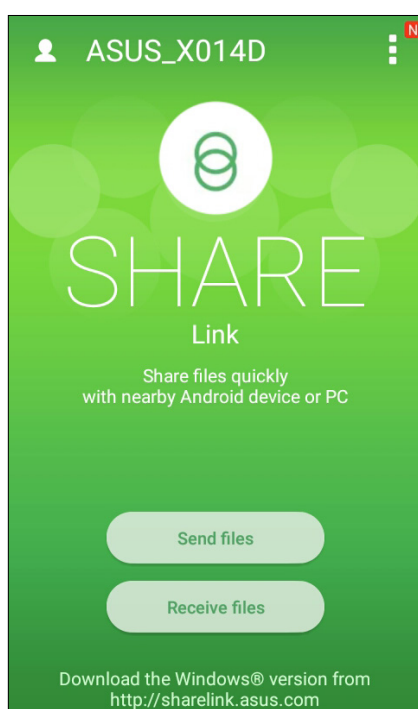 ASUS_X014D
N
SHARE
Link
Share files quickly
with nearby Android device or PC
Send files
Receive files
Download the Windows® version from
http://sharelink.asus.com